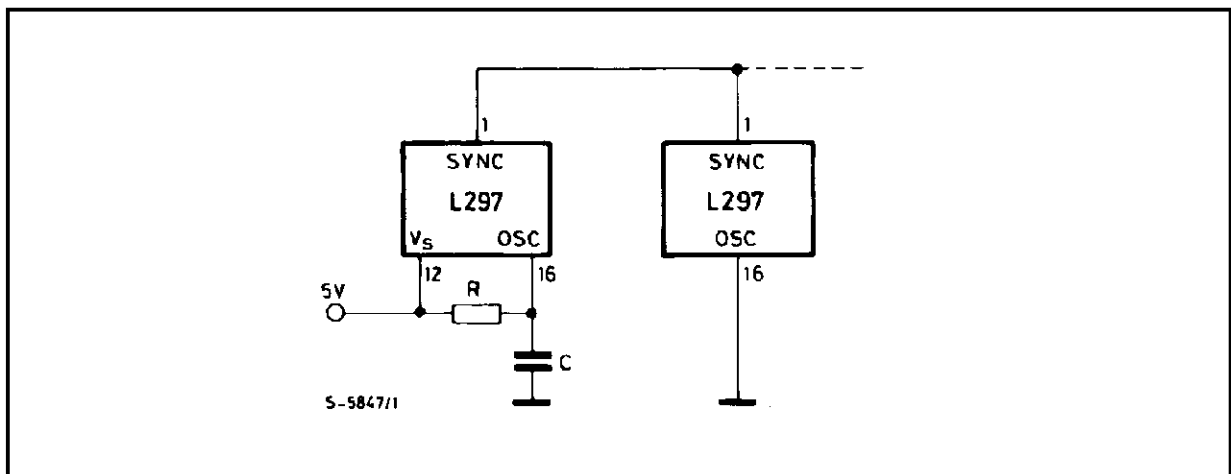 1 1
SYNC SYNC
L297 L297
VS OSC OSC
12 16 16
5V R
C
S-5847/1